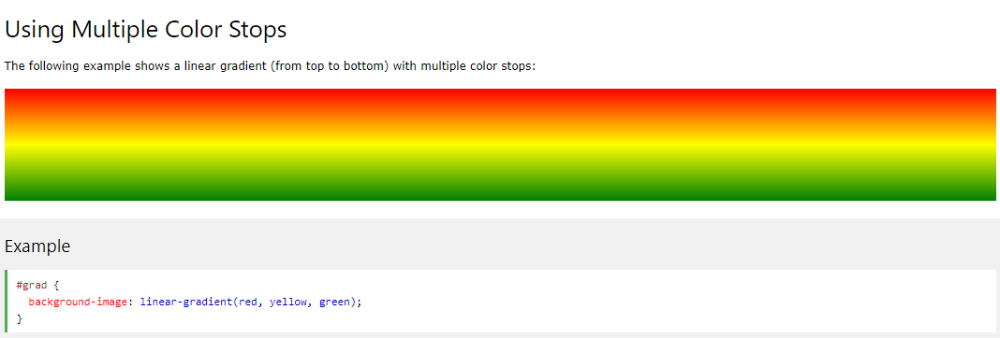 Using Multiple Color Stops
The following example shows a linear gradient (from top to bottom) with multiple color stops:
Example
#grad {
  background-image: linear-gradient(red, yellow, green);
}